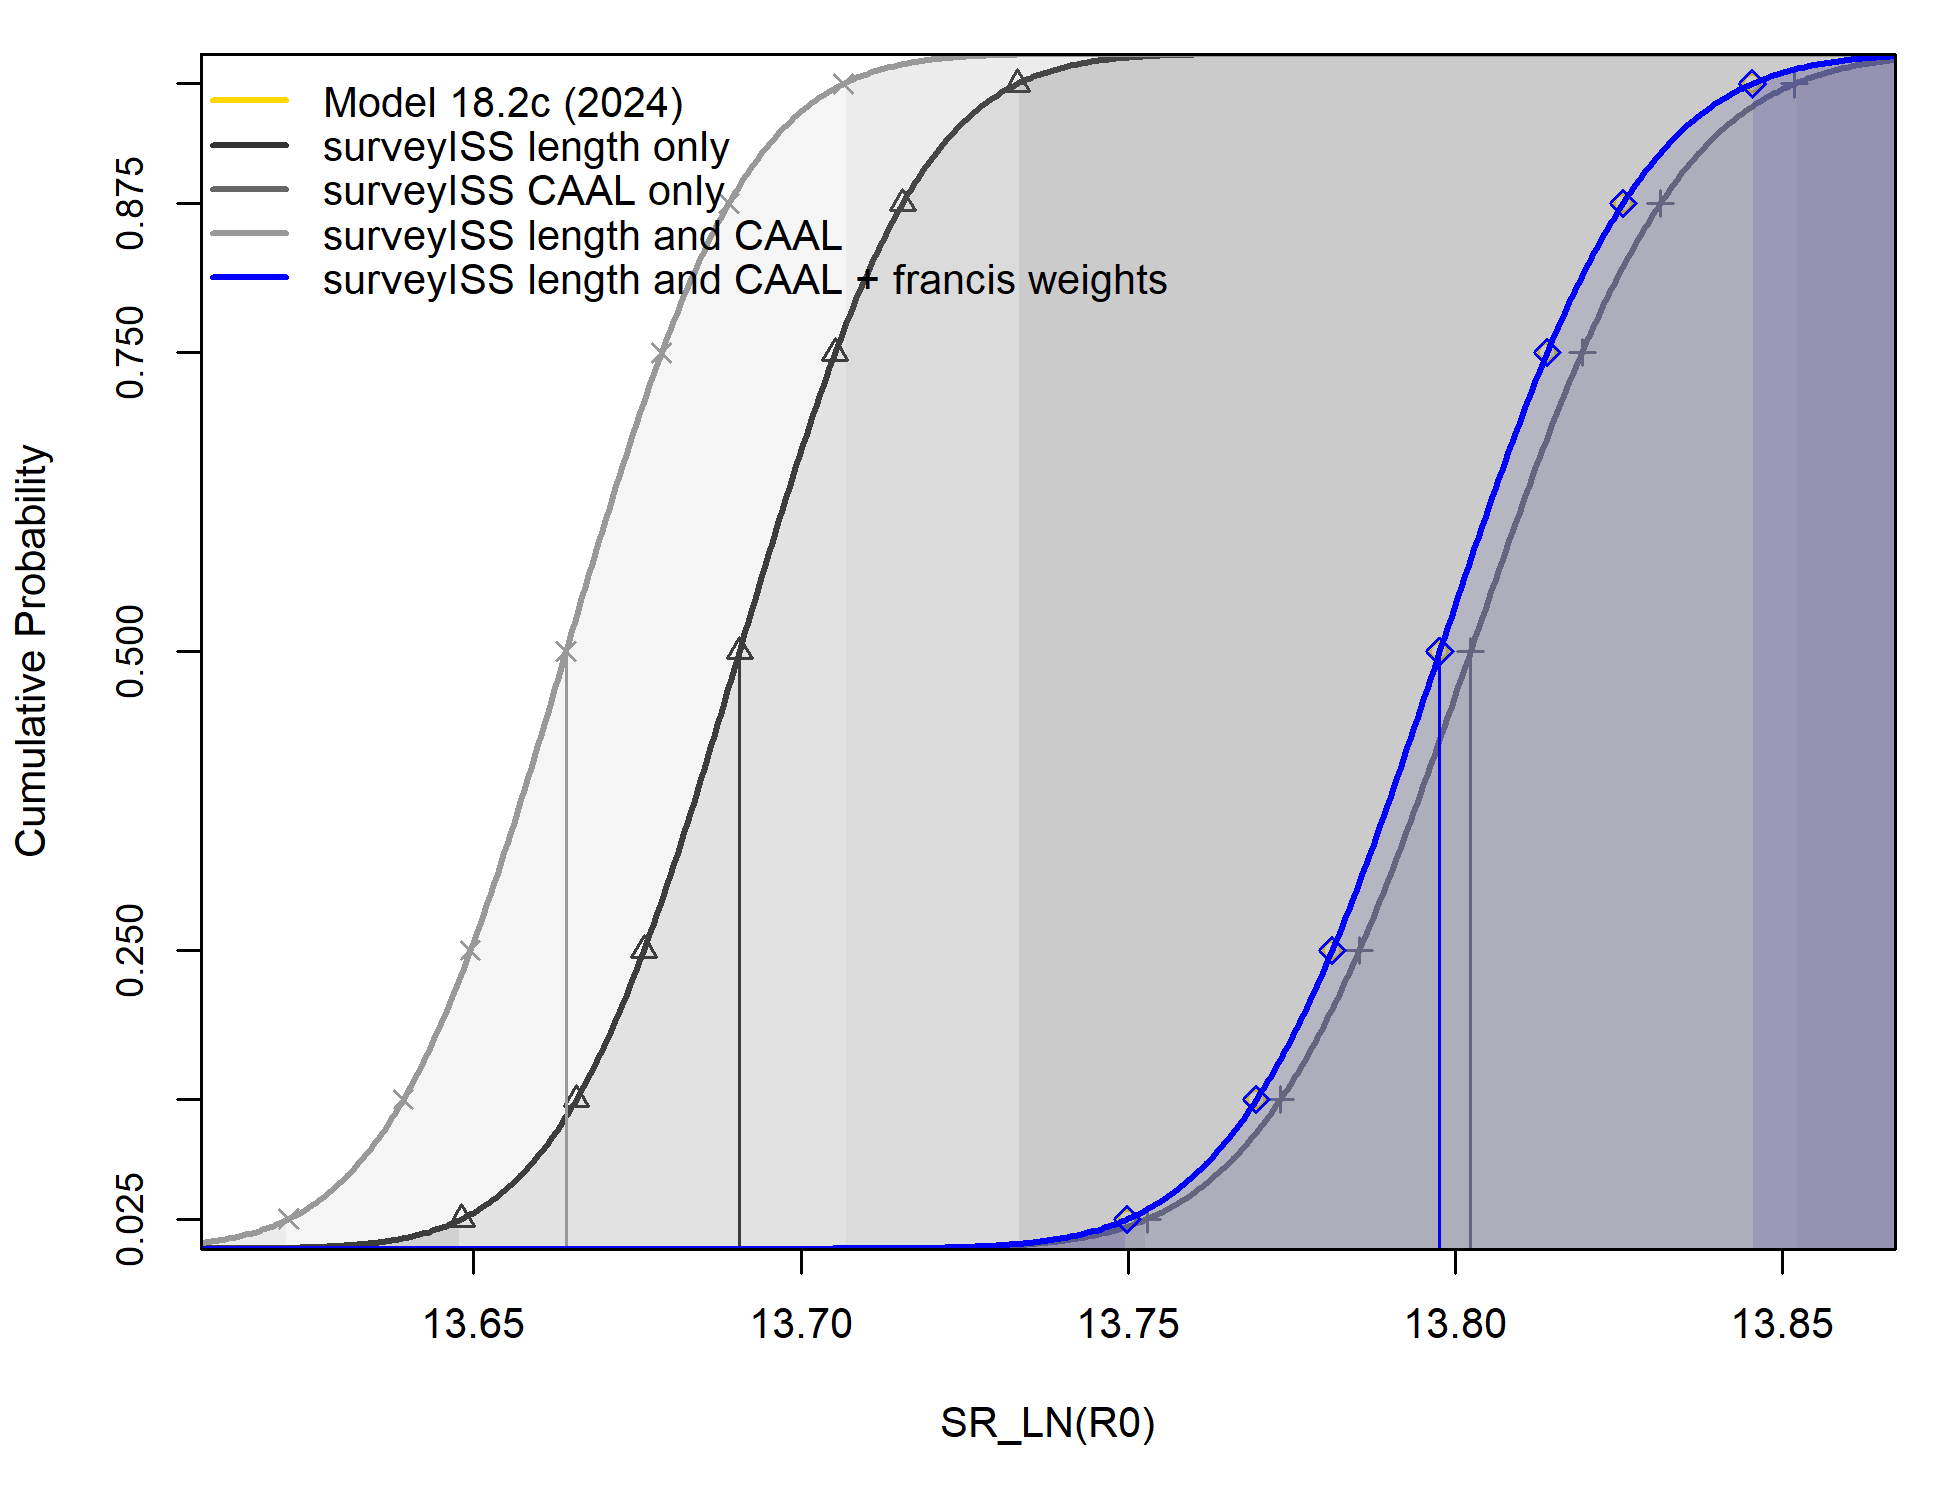 Model 18.2c (2024)
surveyISS length only
surveyISS CAAL only
surveyISS length and CAAL
surveyISS length and CAAL + francis weights
Cumulative Probability
0.875
0.750
0.500
0.250
0.025
13.65 13.70 13.75 13.80 13.85
SR_LN(R0)